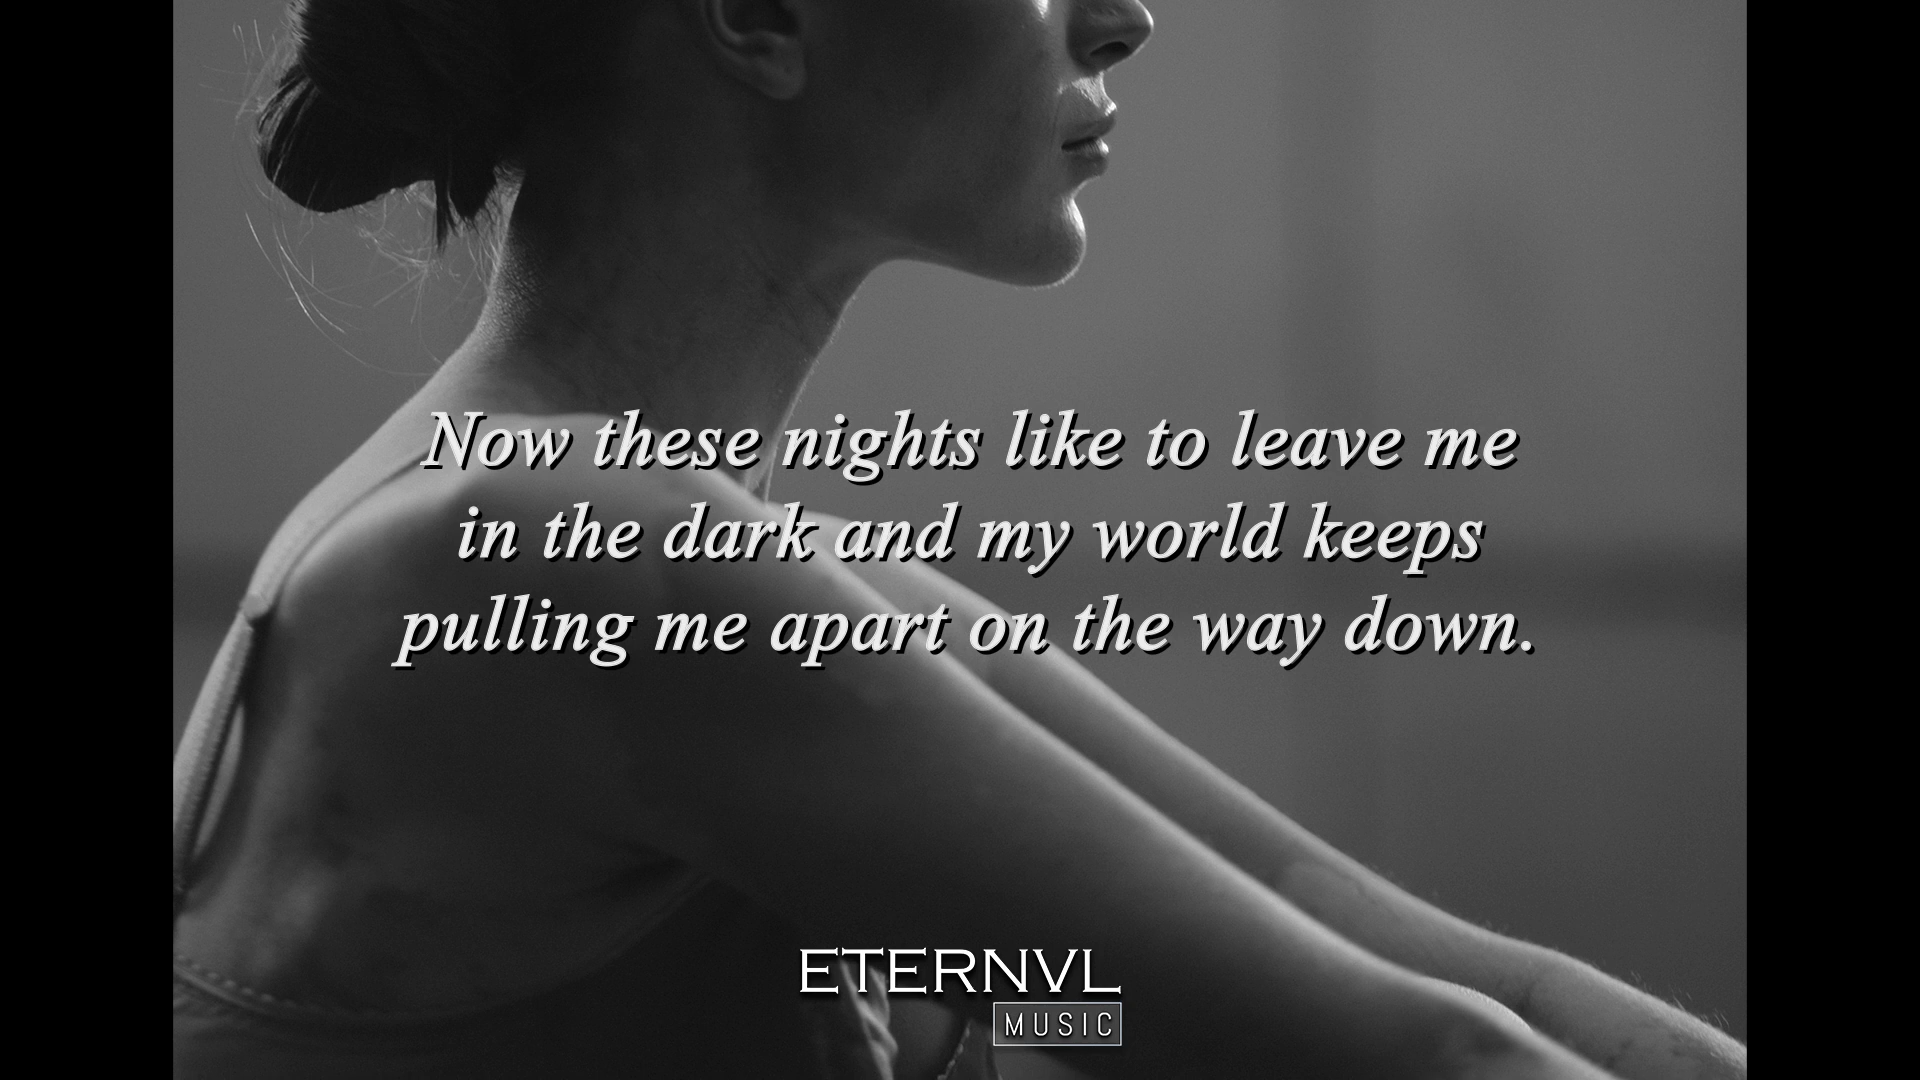 Now these nights like to leave me
in the dark and my world keeps
pulling me apart on the way down.
ETERNVL
MUSIC